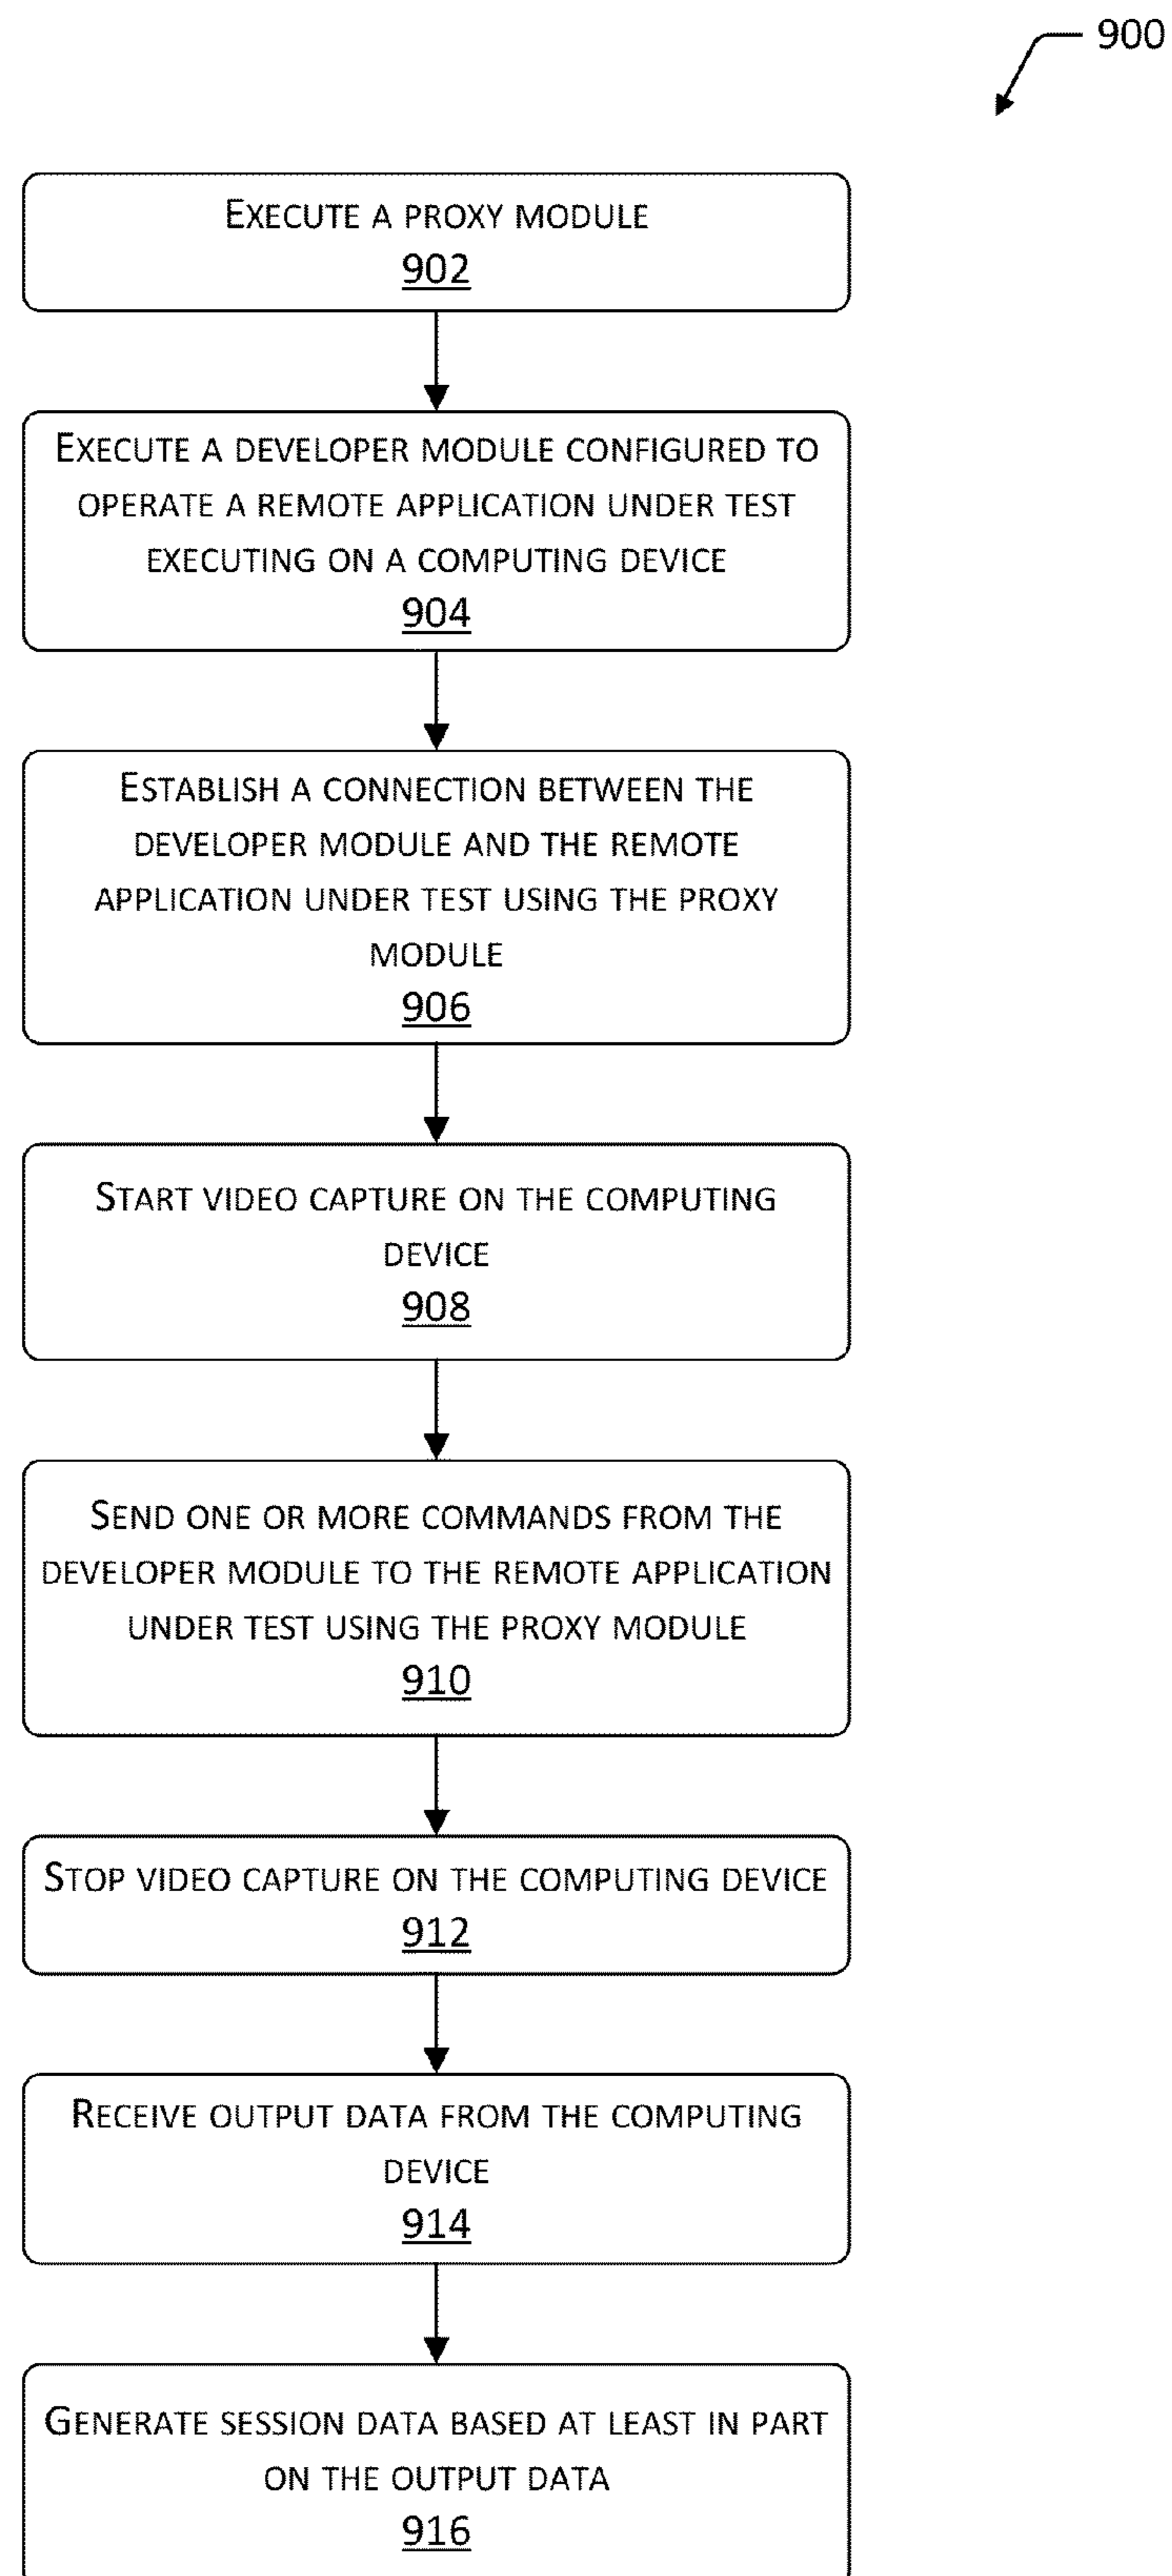 900
EXECUTE A PROXY MODULE
902
EXECUTE A DEVELOPER MODULE CONFIGURED TO
OPERATE A REMOTE APPLICATION UNDER TEST
EXECUTING ON A COMPUTING DEVICE
904
ESTABLISH A CONNECTION BETWEEN THE
DEVELOPER MODULE AND THE REMOTE
APPLICATION UNDER TEST USING THE PROXY
MODULE
906
START VIDEO CAPTURE ON THE COMPUTING
DEVICE
908
SEND ONE OR MORE COMMANDS FROM THE
DEVELOPER MODULE TO THE REMOTE APPLICATION
UNDER TEST USING THE PROXY MODULE
910
STOP VIDEO CAPTURE ON THE COMPUTING DEVICE
912
RECEIVE OUTPUT DATA FROM THE COMPUTING
DEVICE
914
GENERATE SESSION DATA BASED AT LEAST IN PART
ON THE OUTPUT DATA
916